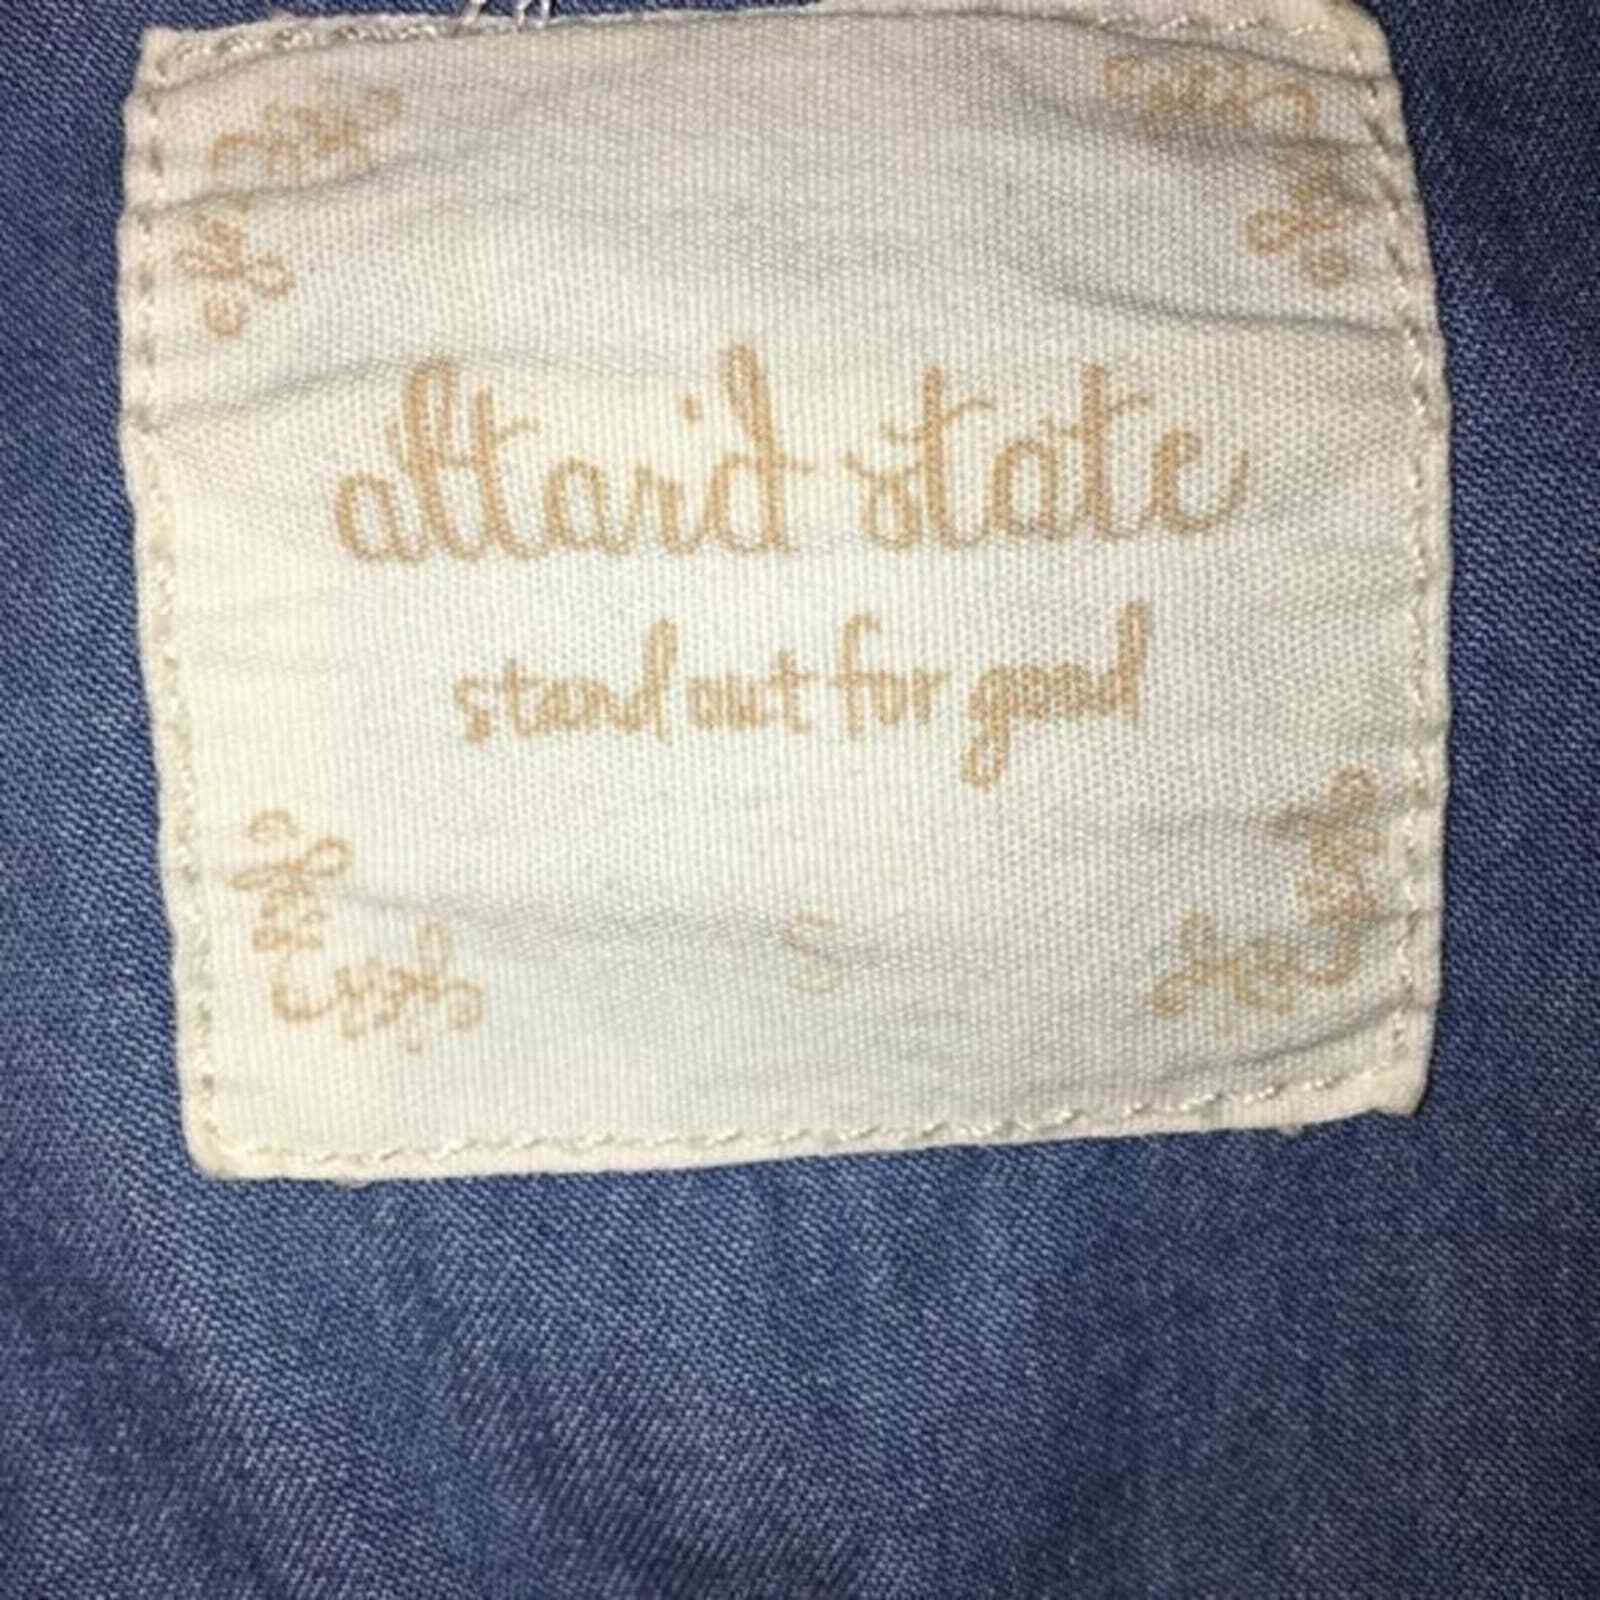 altar'd state
stand out for good
S